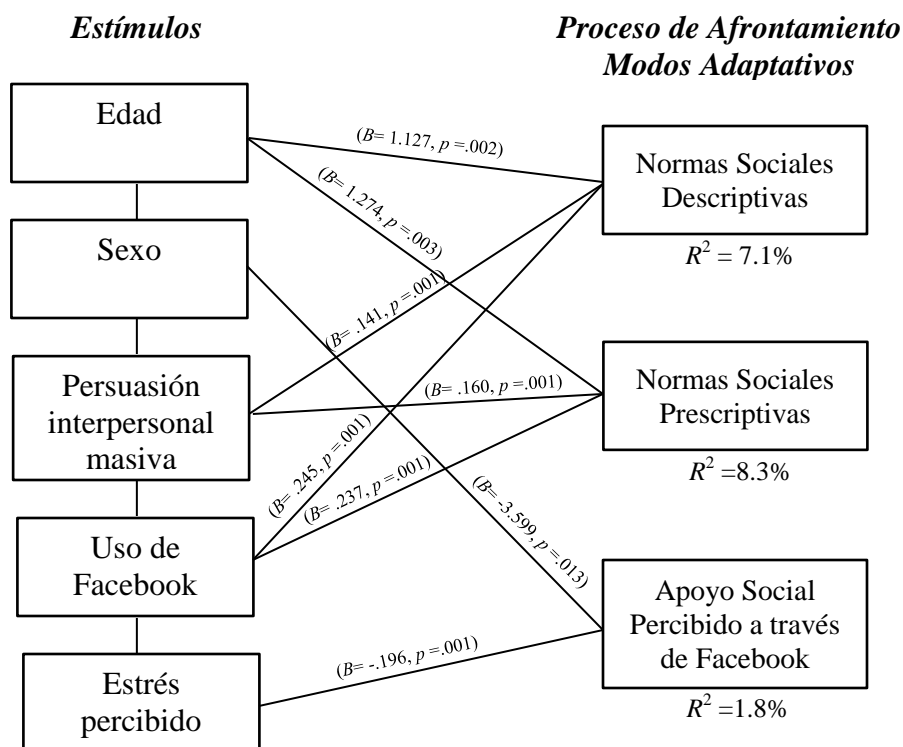 Estímulos
Proceso de Afrontamiento
Modos Adaptativos
Edad
Sexo
Persuasión
interpersonal
masiva
Uso de
Facebook
Estrés
percibido
(B= 1.127, p =.002)
(B= 1.274, p =.003)
(B= .141, p =.001)
(B= .160, p =.001)
(B= .245, p =.001)
(B= .237, p =.001)
(B= -3.599, p =.013)
(B= -.196, p =.001)
Normas Sociales
Descriptivas
R² = 7.1%
Normas Sociales
Prescriptivas
R² =8.3%
Apoyo Social
Percibido a través
de Facebook
R² =1.8%